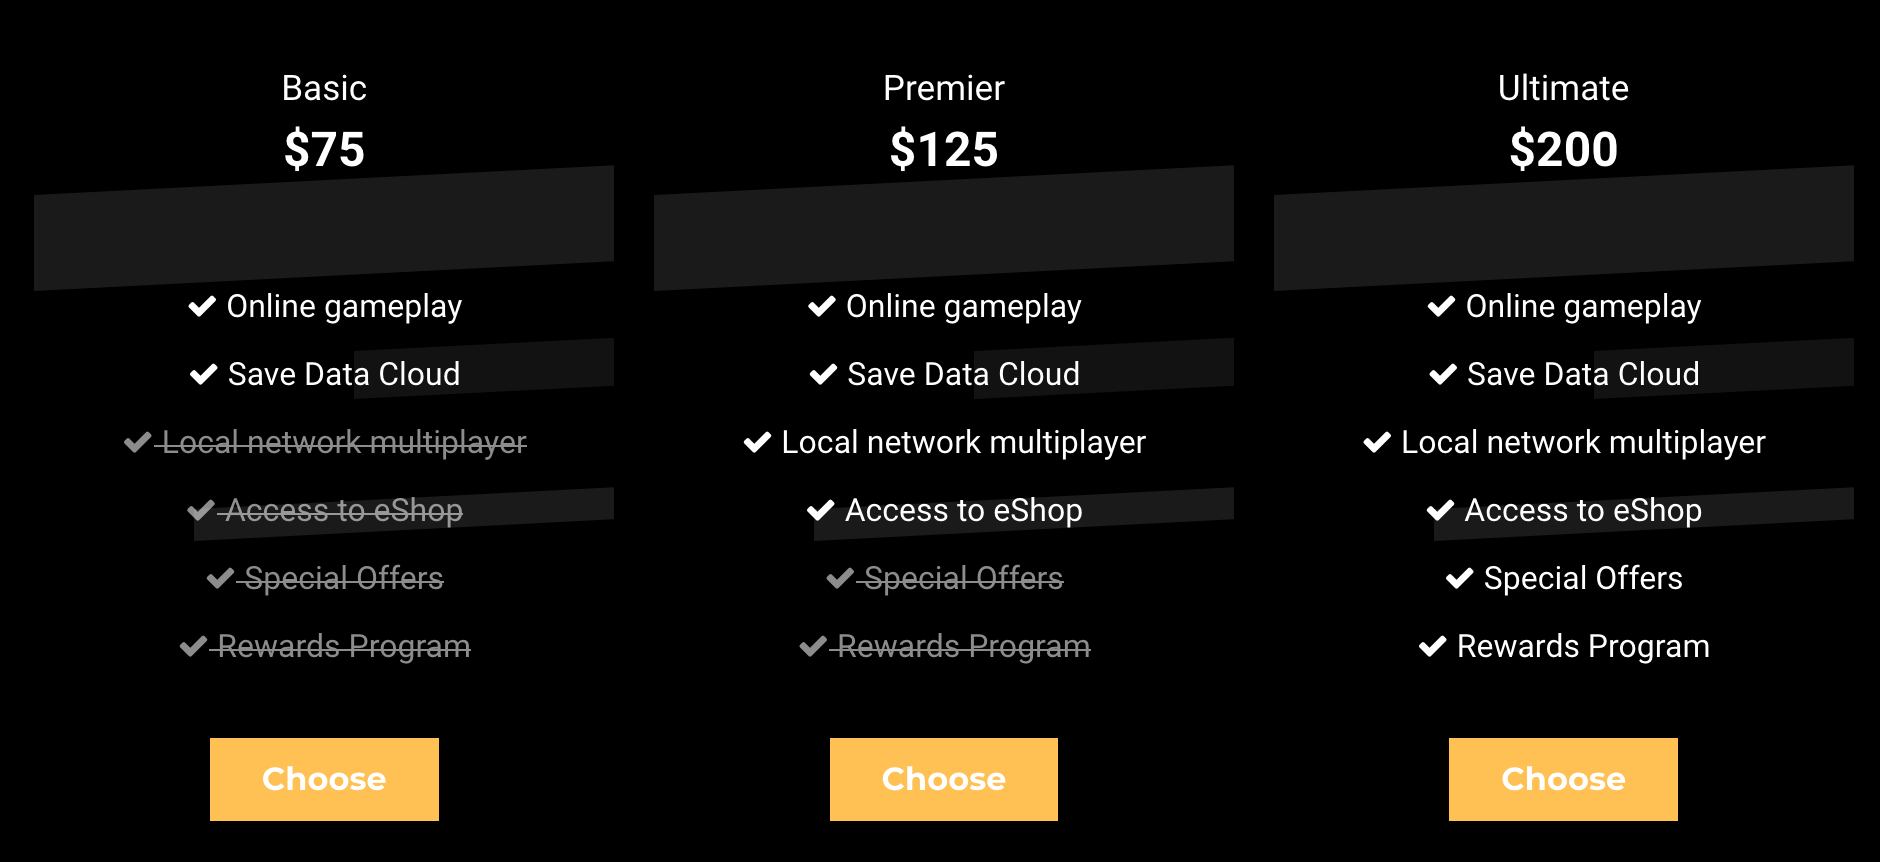 Basic
$75
Online gameplay
Save Data Cloud
Local network multiplayer
Access to eShop
Special Offers
Rewards Program
Choose
Premier
$125
Online gameplay
Save Data Cloud
Local network multiplayer
Access to eShop
Special Offers
Rewards Program
Choose
Ultimate
$200
Online gameplay
Save Data Cloud
Local network multiplayer
Access to eShop
Special Offers
Rewards Program
Choose